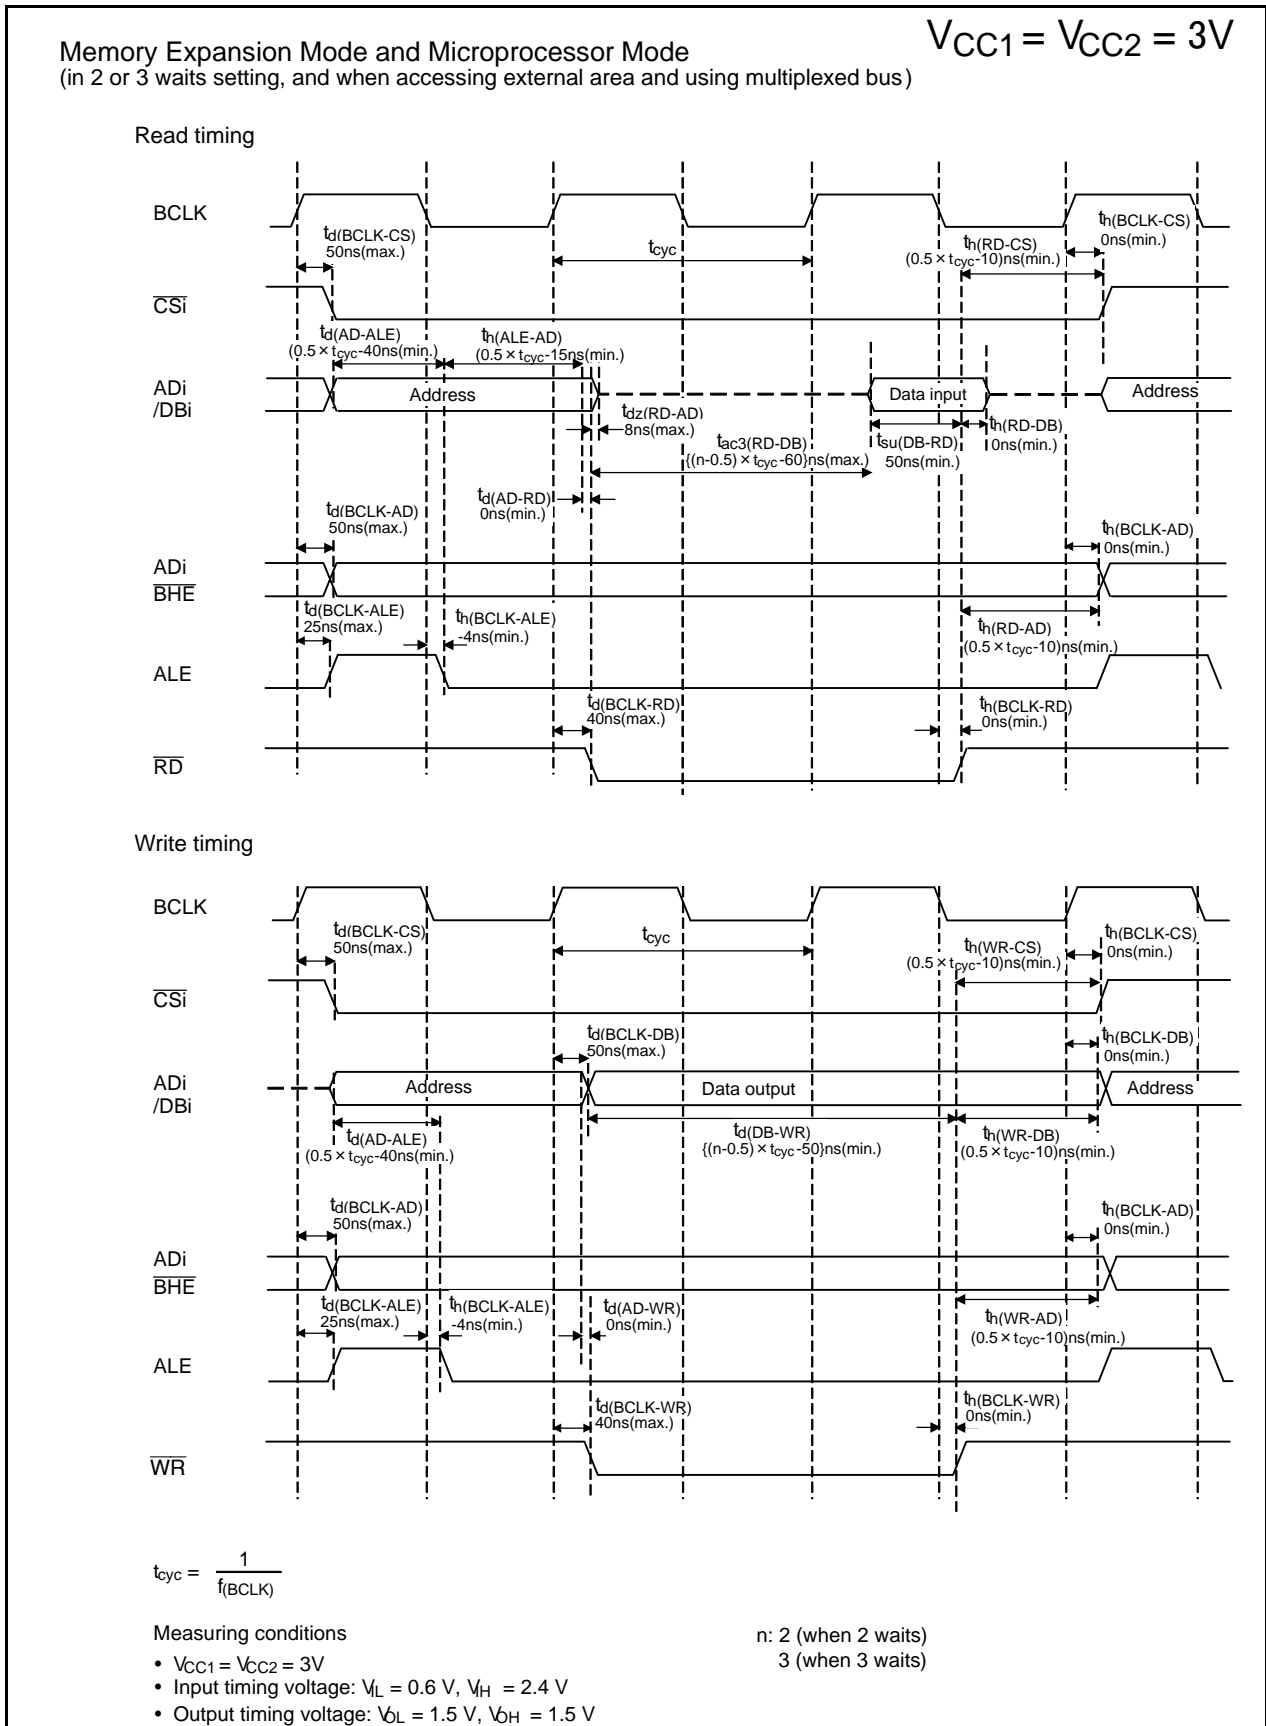 V_CC1 = V_CC2 = 3V
Memory Expansion Mode and Microprocessor Mode
(in 2 or 3 waits setting, and when accessing external area and using multiplexed bus)
Read timing
BCLK
td(BCLK-CS)
50ns(max.)
tcyc
th(RD-CS)
(0.5 × tcyc-10)ns(min.)
th(BCLK-CS)
0ns(min.)
CSi
td(AD-ALE)
(0.5 × tcyc-40ns(min.)
th(ALE-AD)
(0.5 × tcyc-15ns(min.)
ADi
/DBi
Address
Data input
Address
tdz(RD-AD)
8ns(max.)
tac3(RD-DB)
{(n-0.5) × tcyc-60}ns(max.)
tsu(DB-RD)
50ns(min.)
th(RD-DB)
0ns(min.)
td(AD-RD)
0ns(min.)
td(BCLK-AD)
50ns(max.)
th(BCLK-AD)
0ns(min.)
ADi
BHE
td(BCLK-ALE)
25ns(max.)
th(BCLK-ALE)
-4ns(min.)
th(RD-AD)
(0.5 × tcyc-10)ns(min.)
ALE
td(BCLK-RD)
40ns(max.)
th(BCLK-RD)
0ns(min.)
RD
Write timing
BCLK
td(BCLK-CS)
50ns(max.)
tcyc
th(WR-CS)
(0.5 × tcyc-10)ns(min.)
th(BCLK-CS)
0ns(min.)
CSi
td(BCLK-DB)
50ns(max.)
th(BCLK-DB)
0ns(min.)
ADi
/DBi
Address
Data output
Address
td(AD-ALE)
(0.5 × tcyc-40ns(min.)
td(DB-WR)
{(n-0.5) × tcyc-50}ns(min.)
th(WR-DB)
(0.5 × tcyc-10)ns(min.)
td(BCLK-AD)
50ns(max.)
th(BCLK-AD)
0ns(min.)
ADi
BHE
td(BCLK-ALE)
25ns(max.)
th(BCLK-ALE)
-4ns(min.)
td(AD-WR)
0ns(min.)
th(WR-AD)
(0.5 × tcyc-10)ns(min.)
ALE
td(BCLK-WR)
40ns(max.)
th(BCLK-WR)
0ns(min.)
WR
tcyc = 1 / f(BCLK)
Measuring conditions
• VCC1 = VCC2 = 3V
• Input timing voltage: VIL = 0.6 V, VIH = 2.4 V
• Output timing voltage: VOL = 1.5 V, VOH = 1.5 V
n: 2 (when 2 waits)
3 (when 3 waits)